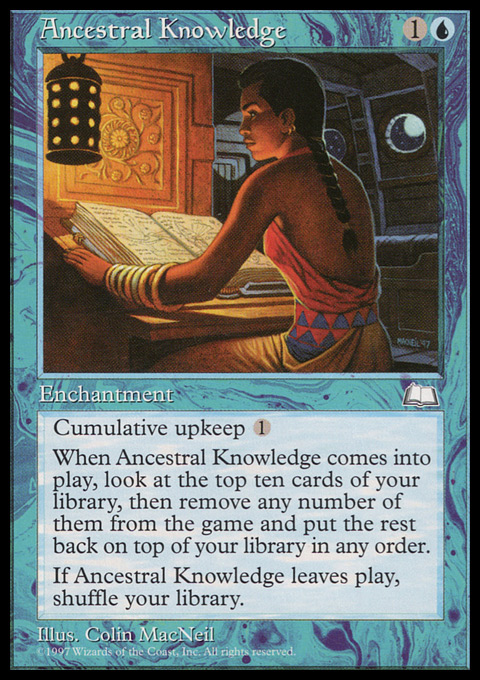 Ancestral Knowledge 1
MACNEIL '97
Enchantment
Cumulative upkeep 1
When Ancestral Knowledge comes into
play, look at the top ten cards of your
library, then remove any number of
them from the game and put the rest
back on top of your library in any order.
If Ancestral Knowledge leaves play,
shuffle your library.
Illus. Colin MacNeil
©1997 Wizards of the Coast, Inc. All rights reserved.